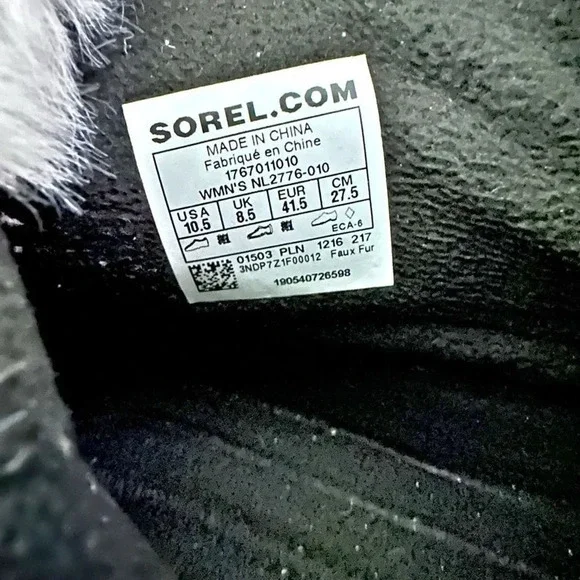 SOREL.COM
MADE IN CHINA
Fabriqué en Chine
1767011010
WMN'S NL2776-010
USA UK EUR CM
10.5 8.5 41.5 27.5
ECA-6
01503 PLN 1216 217
3NDP7Z1F00012 Faux Fur
190540726598